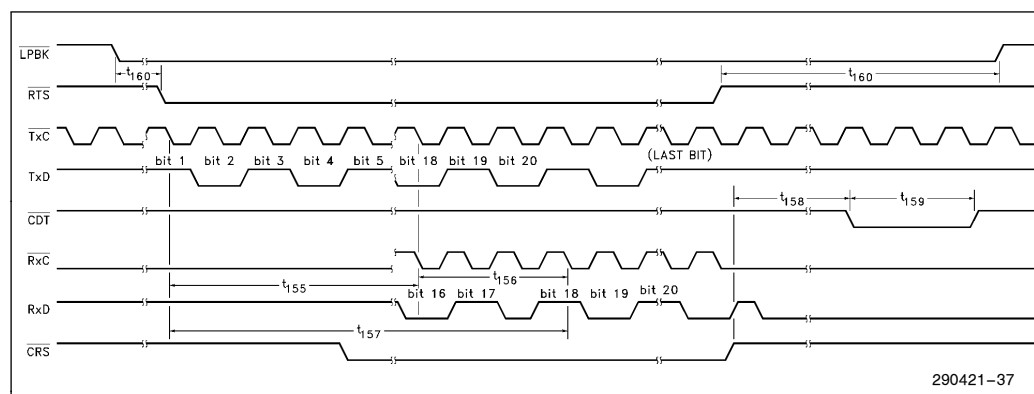 LPBK
t160 t160
RTS
TxC
bit 1 bit 2 bit 3 bit 4 bit 5 bit 18 bit 19 bit 20 (LAST BIT)
TxD
CDT
t158 t159
RxC
t155 t156
bit 16 bit 17 bit 18 bit 19 bit 20
RxD
t157
CRS
290421-37